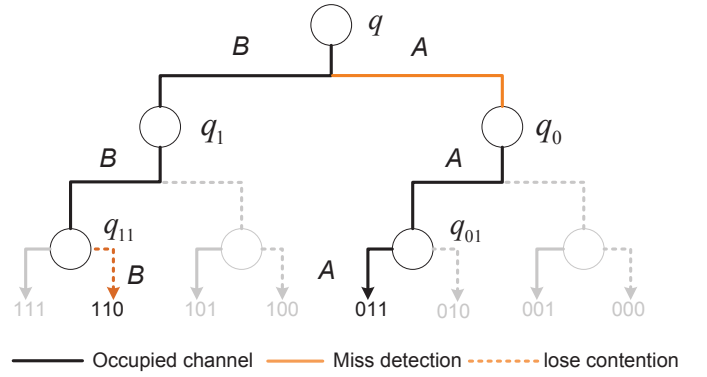 q
B A
q1 q0
B A
q11 q01
B A
111 110 101 100 011 010 001 000
Occupied channel Miss detection lose contention